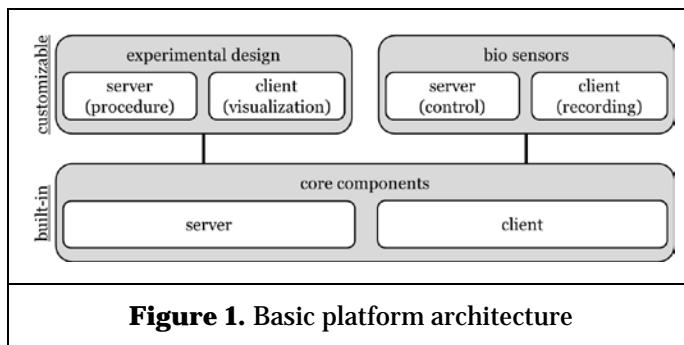 customizable
experimental design
server
(procedure)
client
(visualization)
bio sensors
server
(control)
client
(recording)
built-in
core components
server
client
Figure 1. Basic platform architecture